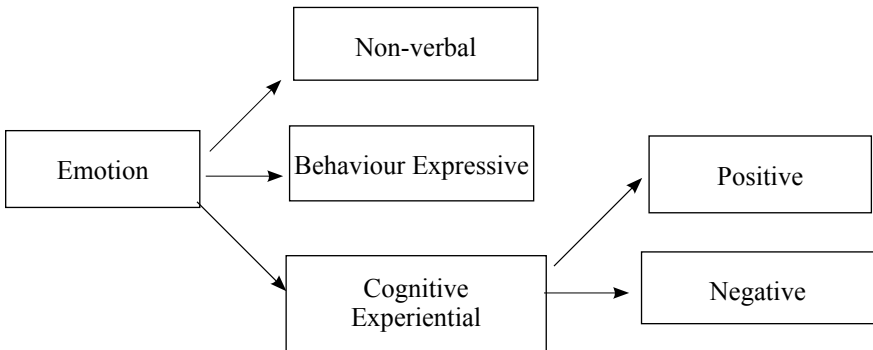 Non-verbal
Emotion
Behaviour Expressive
Positive
Cognitive
Experiential
Negative